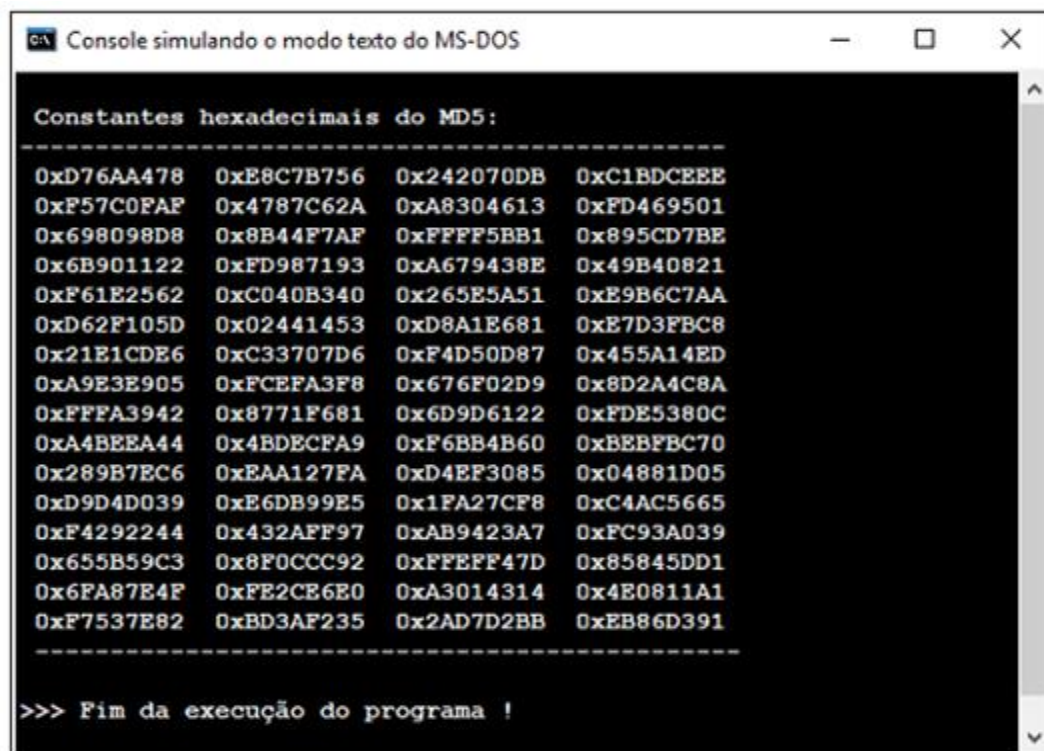 Console simulando o modo texto do MS-DOS
Constantes hexadecimais do MD5:
-----------------------------------------------
0xD76AA478 0xE8C7B756 0x242070DB 0xC1BDCEEE
0xF57C0FAF 0x4787C62A 0xA8304613 0xFD469501
0x698098D8 0x8B44F7AF 0xFFFF5BB1 0x895CD7BE
0x6B901122 0xFD987193 0xA679438E 0x49B40821
0xF61E2562 0xC040B340 0x265E5A51 0xE9B6C7AA
0xD62F105D 0x02441453 0xD8A1E681 0xE7D3FBC8
0x21E1CDE6 0xC33707D6 0xF4D50D87 0x455A14ED
0xA9E3E905 0xFCEFA3F8 0x676F02D9 0x8D2A4C8A
0xFFFA3942 0x8771F681 0x6D9D6122 0xFDE5380C
0xA4BEEA44 0x4BDECFA9 0xF6BB4B60 0xBEBFBC70
0x289B7EC6 0xEAA127FA 0xD4EF3085 0x04881D05
0xD9D4D039 0xE6DB99E5 0x1FA27CF8 0xC4AC5665
0xF4292244 0x432AFF97 0xAB9423A7 0xFC93A039
0x655B59C3 0x8F0CCC92 0xFFEFF47D 0x85845DD1
0x6FA87E4F 0xFE2CE6E0 0xA3014314 0x4E0811A1
0xF7537E82 0xBD3AF235 0x2AD7D2BB 0xEB86D391
-----------------------------------------------
>>> Fim da execução do programa !